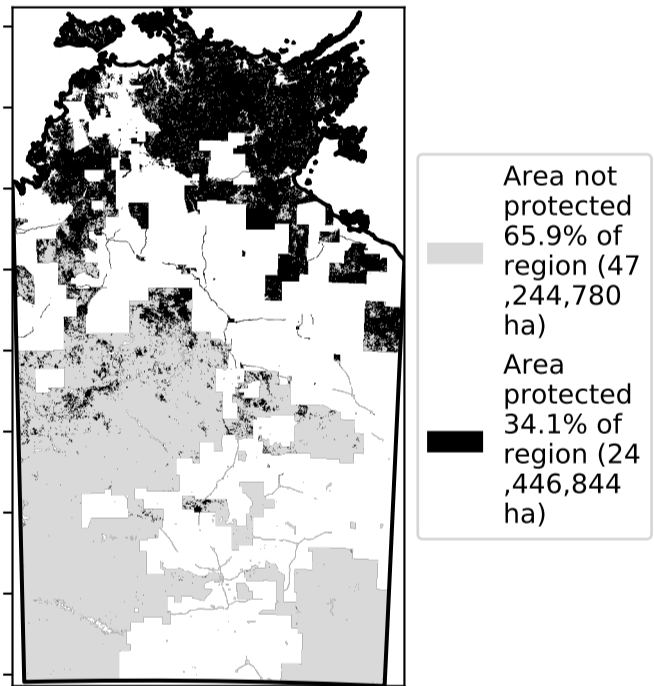 Area not
protected
65.9% of
region (47
,244,780
ha)
Area
protected
34.1% of
region (24
,446,844
ha)